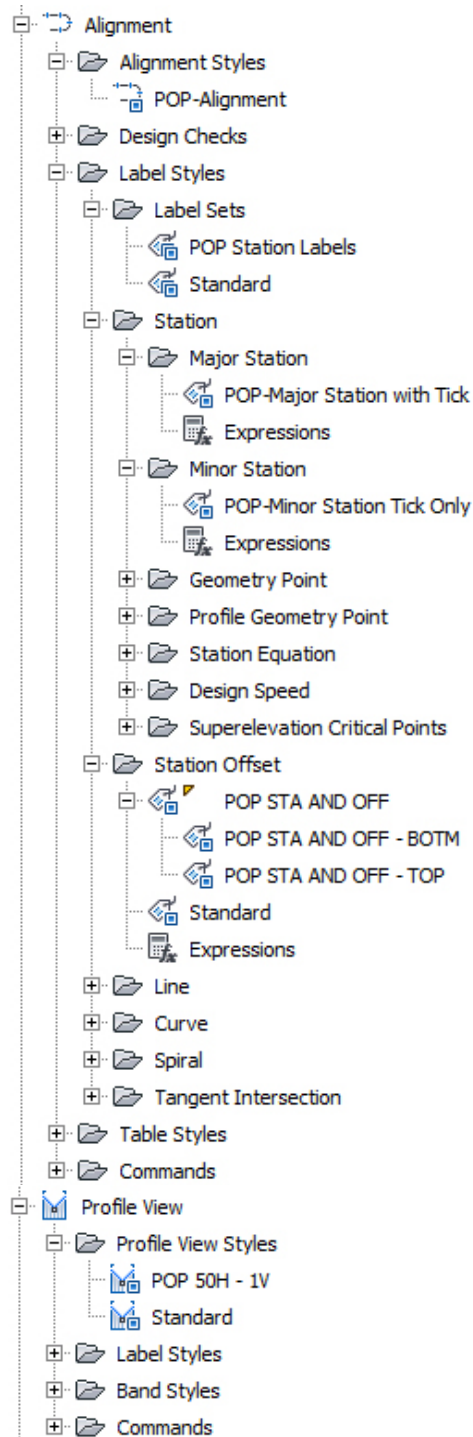 Alignment
Alignment Styles
POP-Alignment
Design Checks
Label Styles
Label Sets
POP Station Labels
Standard
Station
Major Station
POP-Major Station with Tick
Expressions
Minor Station
POP-Minor Station Tick Only
Expressions
Geometry Point
Profile Geometry Point
Station Equation
Design Speed
Superelevation Critical Points
Station Offset
POP STA AND OFF
POP STA AND OFF - BOTM
POP STA AND OFF - TOP
Standard
Expressions
Line
Curve
Spiral
Tangent Intersection
Table Styles
Commands
Profile View
Profile View Styles
POP 50H - 1V
Standard
Label Styles
Band Styles
Commands